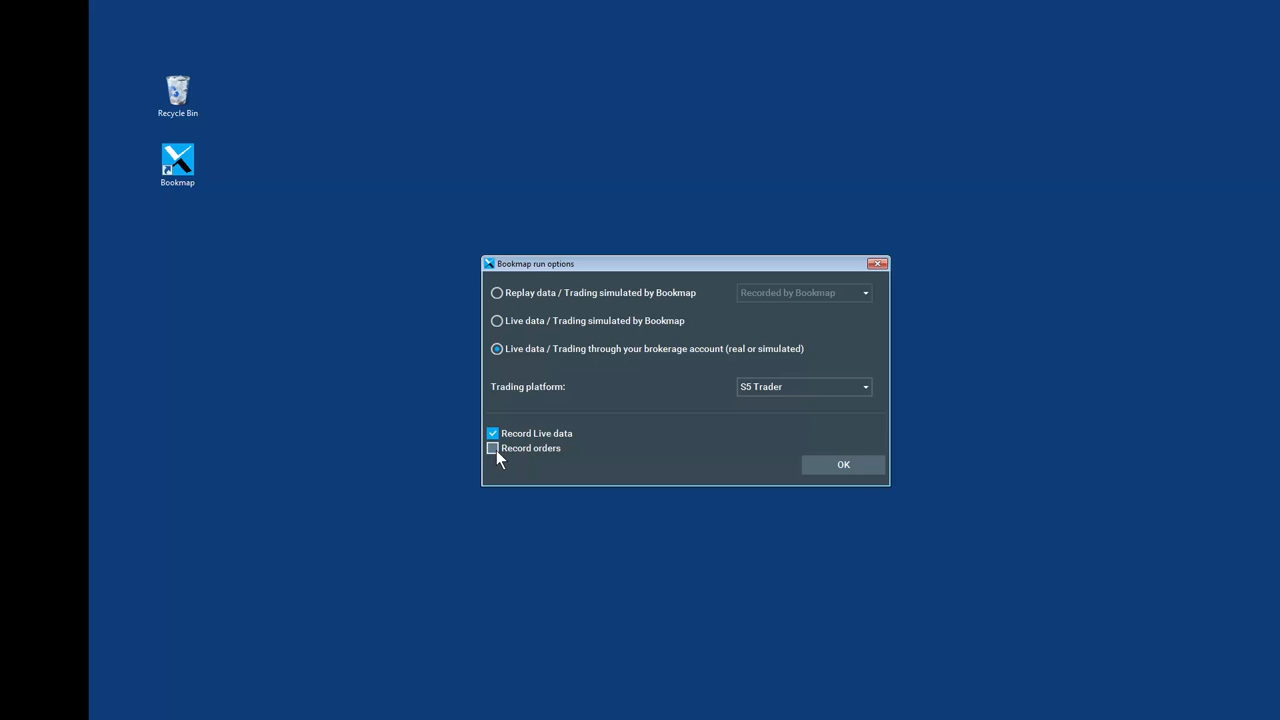 Recycle Bin
Bookmap
Bookmap run options
Replay data / Trading simulated by Bookmap
Recorded by Bookmap
Live data / Trading simulated by Bookmap
Live data / Trading through your brokerage account (real or simulated)
Trading platform:
S5 Trader
Record Live data
Record orders
OK